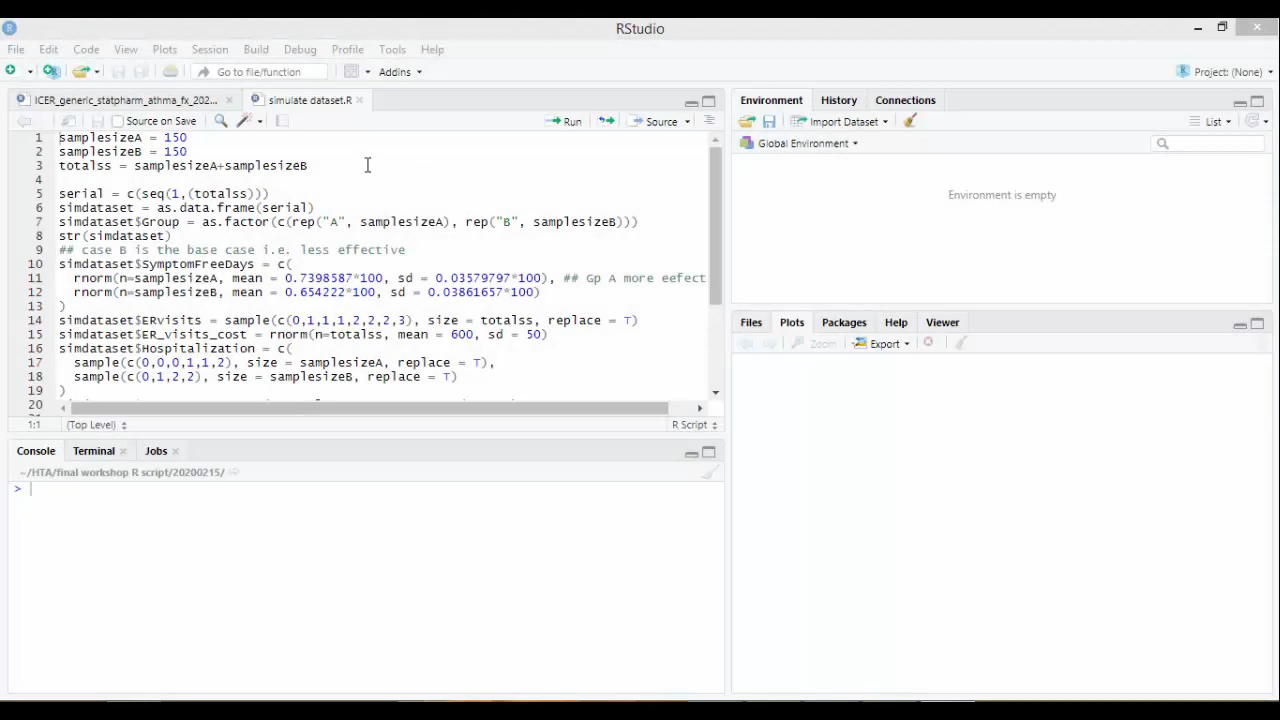 RStudio
File Edit Code View Plots Session Build Debug Profile Tools Help
Go to file/function Addins Project: (None)
ICER_generic_statpharm_athma_fx_202... simulate dataset.R
Source on Save Run Source
1 samplesizeA = 150
2 samplesizeB = 150
3 totalss = samplesizeA+samplesizeB
4
5 serial = c(seq(1,(totalss)))
6 simdataset = as.data.frame(serial)
7 simdataset$Group = as.factor(c(rep("A", samplesizeA), rep("B", samplesizeB)))
8 str(simdataset)
9 ## case B is the base case i.e. less effective
10 simdataset$SymptomFreeDays = c(
11 rnorm(n=samplesizeA, mean = 0.7398587*100, sd = 0.03579797*100), ## Gp A more eefect
12 rnorm(n=samplesizeB, mean = 0.654222*100, sd = 0.03861657*100)
13 )
14 simdataset$ERvisits = sample(c(0,1,1,1,2,2,2,3), size = totalss, replace = T)
15 simdataset$ER_visits_cost = rnorm(n=totalss, mean = 600, sd = 50)
16 simdataset$Hospitalization = c(
17 sample(c(0,0,0,1,1,2), size = samplesizeA, replace = T),
18 sample(c(0,1,2,2), size = samplesizeB, replace = T)
19 )
20
1:1 (Top Level) R Script
Console Terminal Jobs
~/HTA/final workshop R script/20200215/
>
Environment History Connections
Import Dataset List
Global Environment
Environment is empty
Files Plots Packages Help Viewer
Zoom Export